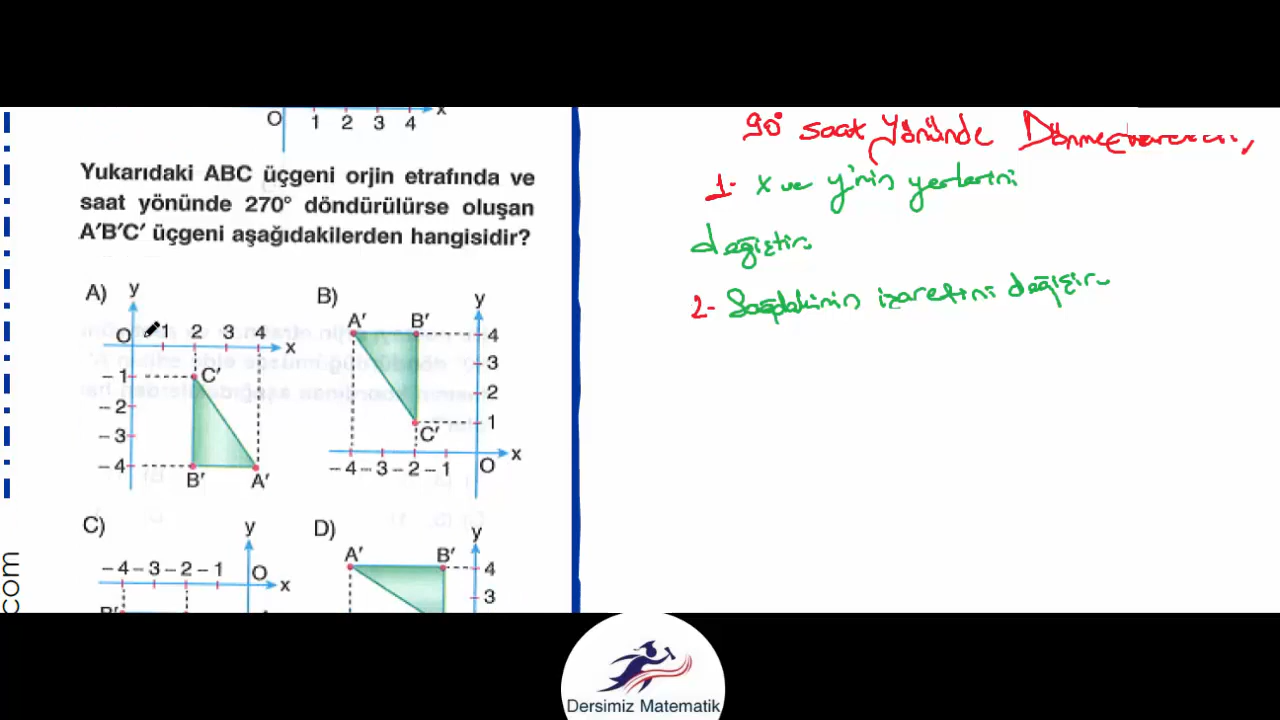 O 1 2 3 4 x
Yukarıdaki ABC üçgeni orjin etrafında ve
saat yönünde 270° döndürülürse oluşan
A'B'C' üçgeni aşağıdakilerden hangisidir?
A) y
O 1 2 3 4 x
-1 C'
-2
-3
-4
B' A'
B) y
A' B' 4
3
2
1
C'
-4 -3 -2 -1 O x
C) y
-4 -3 -2 -1 O x
B'
D) y
A' B' 4
3
com
90° saat Yönünde
1- x ve y'nin yerlerini
değiştir.
2- Sağdakinin işaretini değiştir.
Dersimiz Matematik